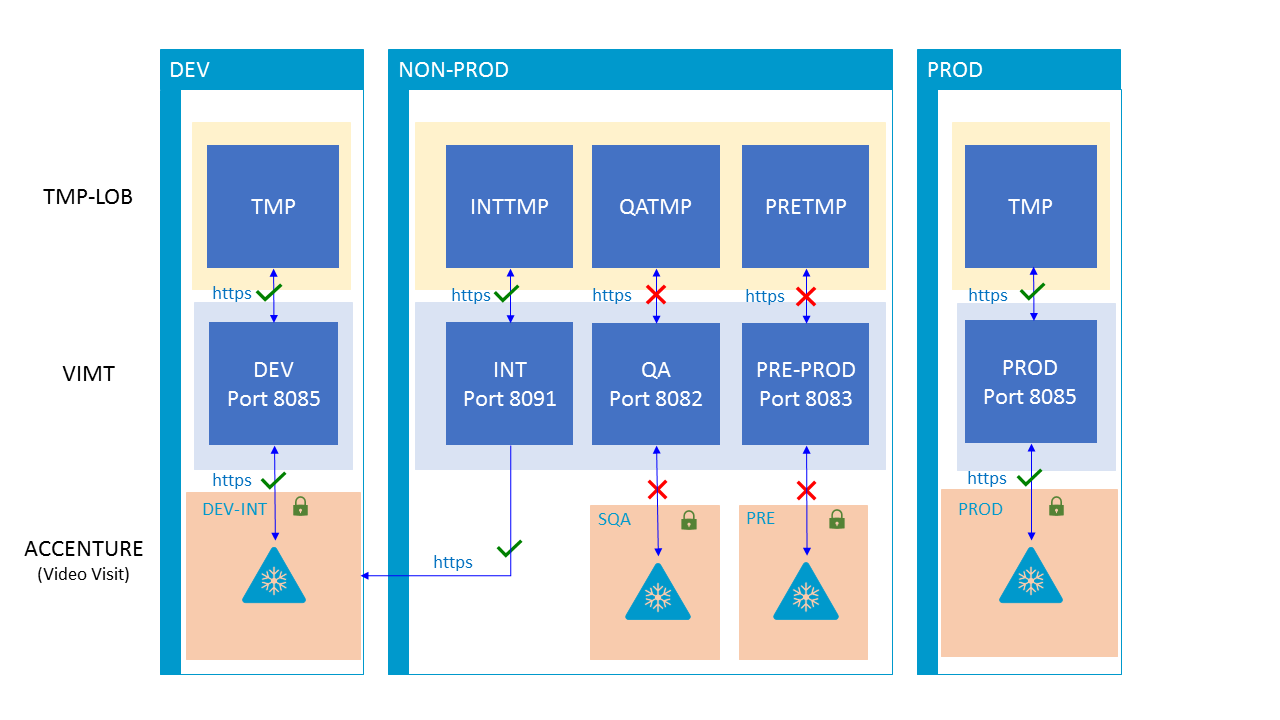 DEV
NON-PROD
PROD
TMP-LOB
TMP
INTTMP
QATMP
PRETMP
TMP
https
https
https
https
https
VIMT
DEV
Port 8085
INT
Port 8091
QA
Port 8082
PRE-PROD
Port 8083
PROD
Port 8085
https
https
DEV-INT
SQA
PRE
PROD
ACCENTURE
(Video Visit)
https